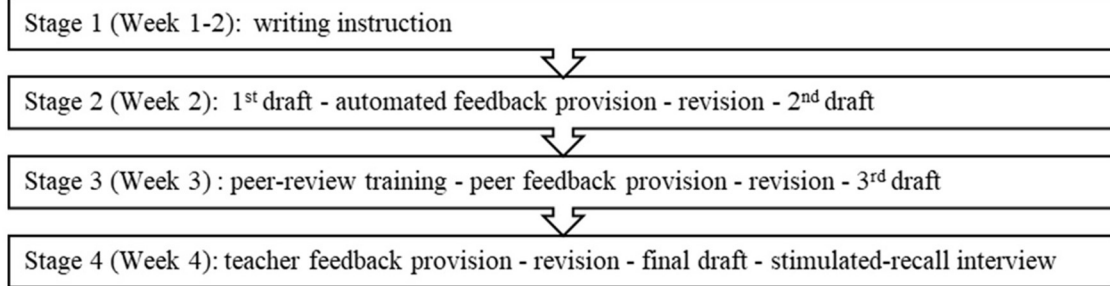 Stage 1 (Week 1-2): writing instruction
Stage 2 (Week 2): 1st draft - automated feedback provision - revision - 2nd draft
Stage 3 (Week 3) : peer-review training - peer feedback provision - revision - 3rd draft
Stage 4 (Week 4): teacher feedback provision - revision - final draft - stimulated-recall interview